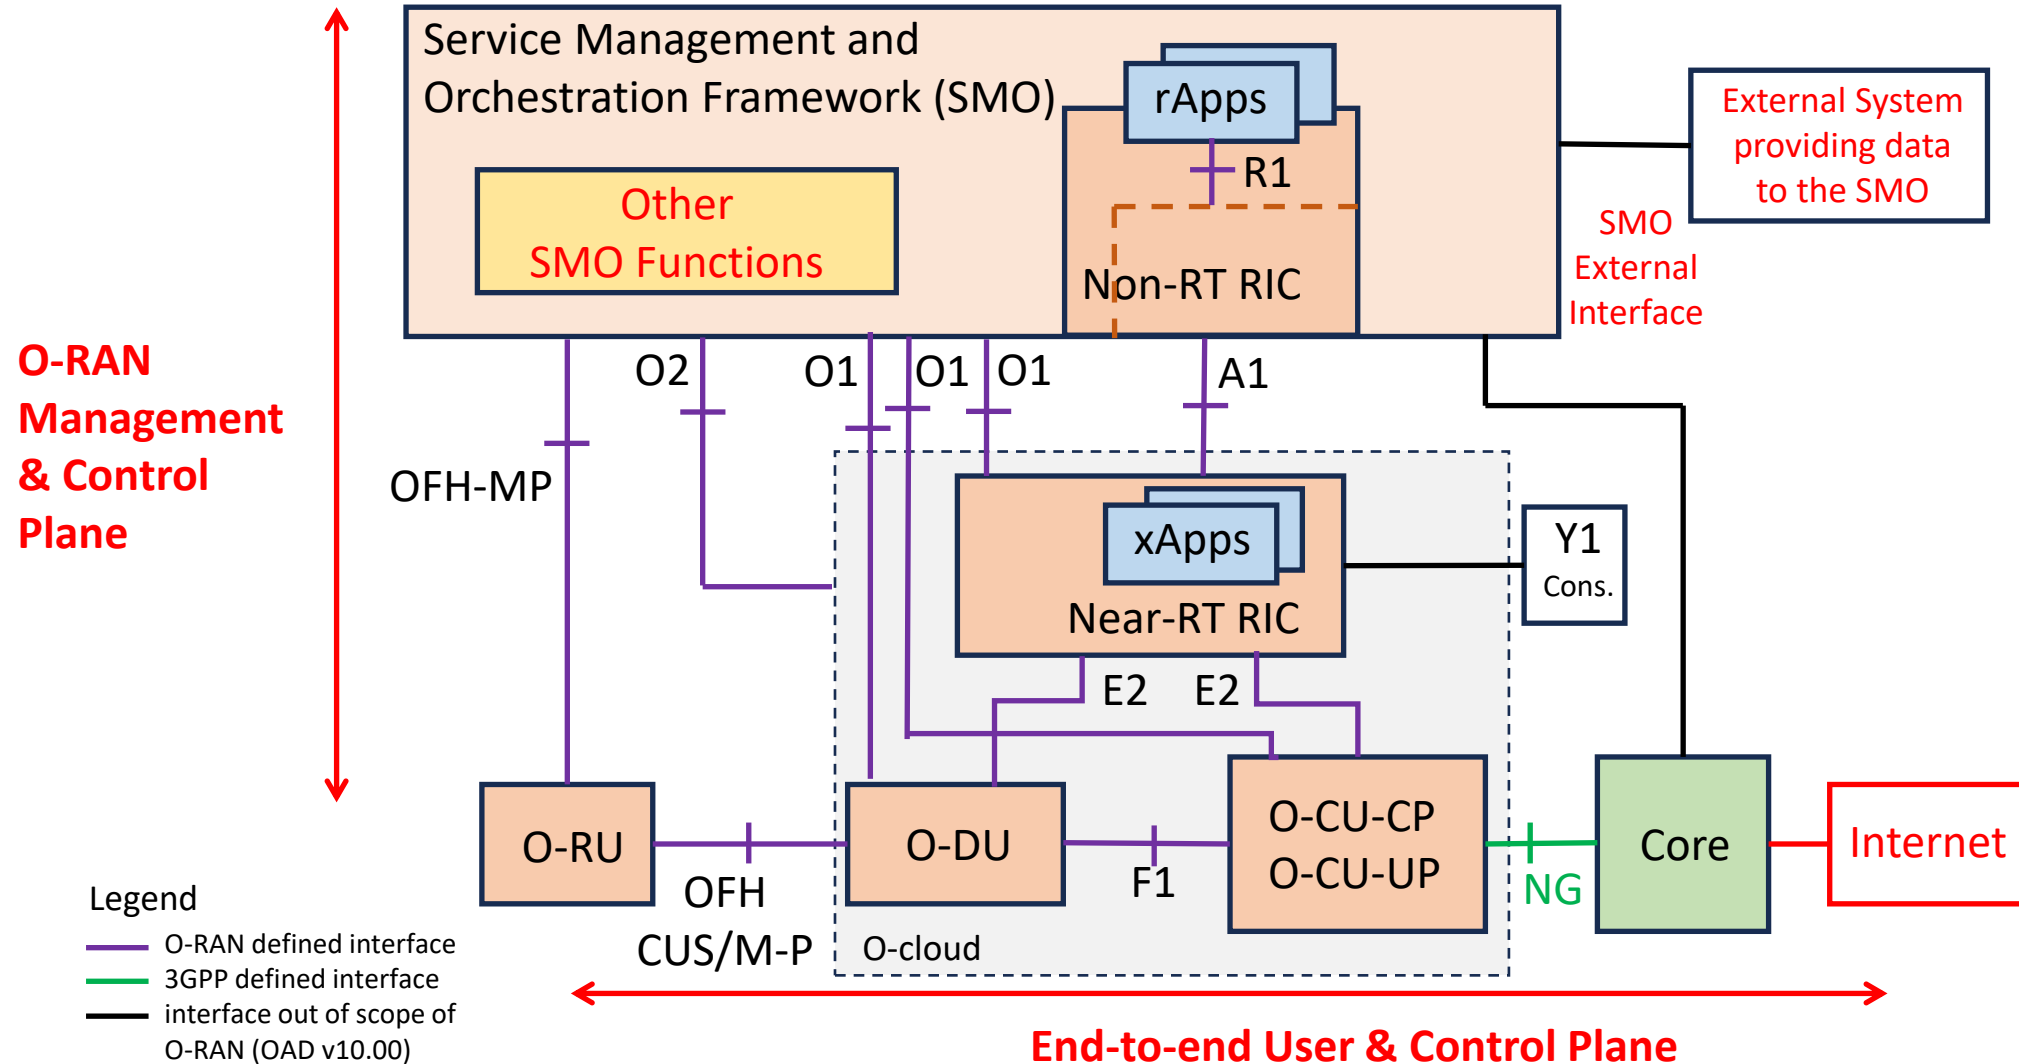 Service Management and
Orchestration Framework (SMO)
rApps
R1
Other
SMO Functions
Non-RT RIC
External System
providing data
to the SMO
SMO
External
Interface
O-RAN
Management
& Control
Plane
O2
O1
O1
O1
A1
OFH-MP
xApps
Near-RT RIC
Y1
Cons.
E2
E2
O-RU
O-DU
O-CU-CP
O-CU-UP
Core
Internet
OFH
CUS/M-P
F1
NG
O-cloud
Legend
O-RAN defined interface
3GPP defined interface
interface out of scope of
O-RAN (OAD v10.00)
End-to-end User & Control Plane